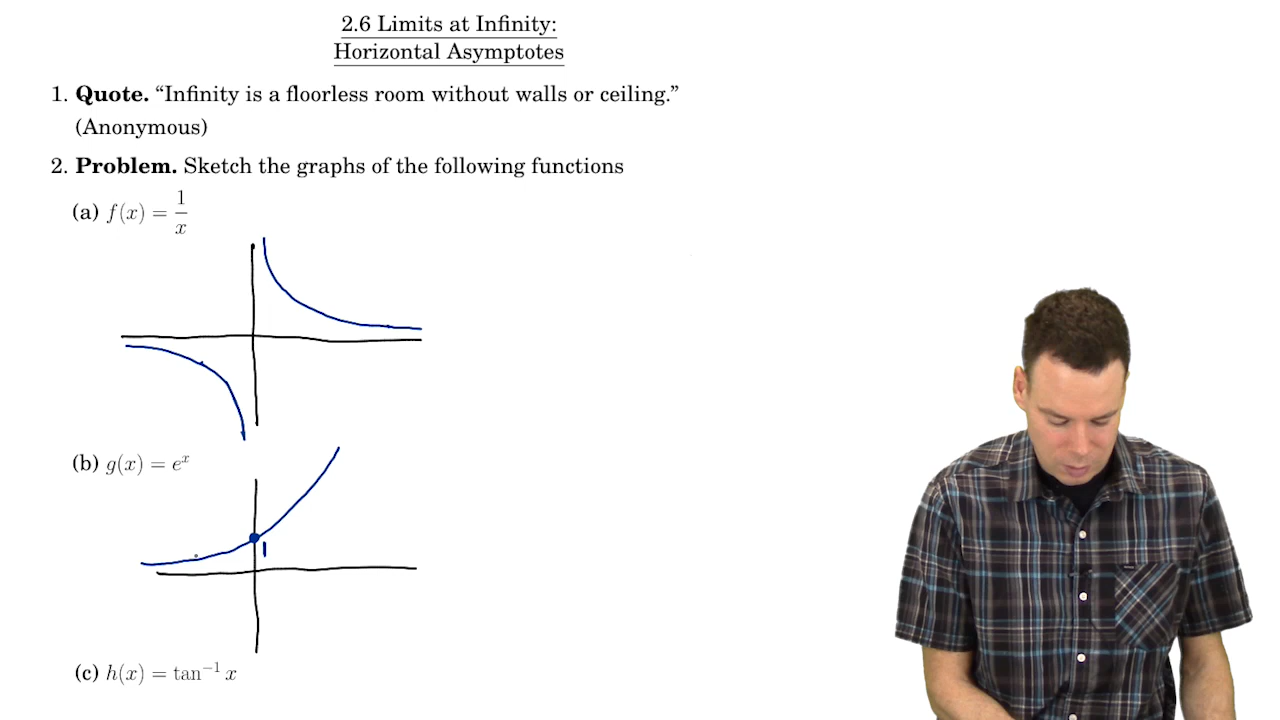 2.6 Limits at Infinity:
Horizontal Asymptotes
1. Quote. “Infinity is a floorless room without walls or ceiling.”
(Anonymous)
2. Problem. Sketch the graphs of the following functions
(a) f(x) = 1/x
(b) g(x) = eˣ
1
(c) h(x) = tan⁻¹ x